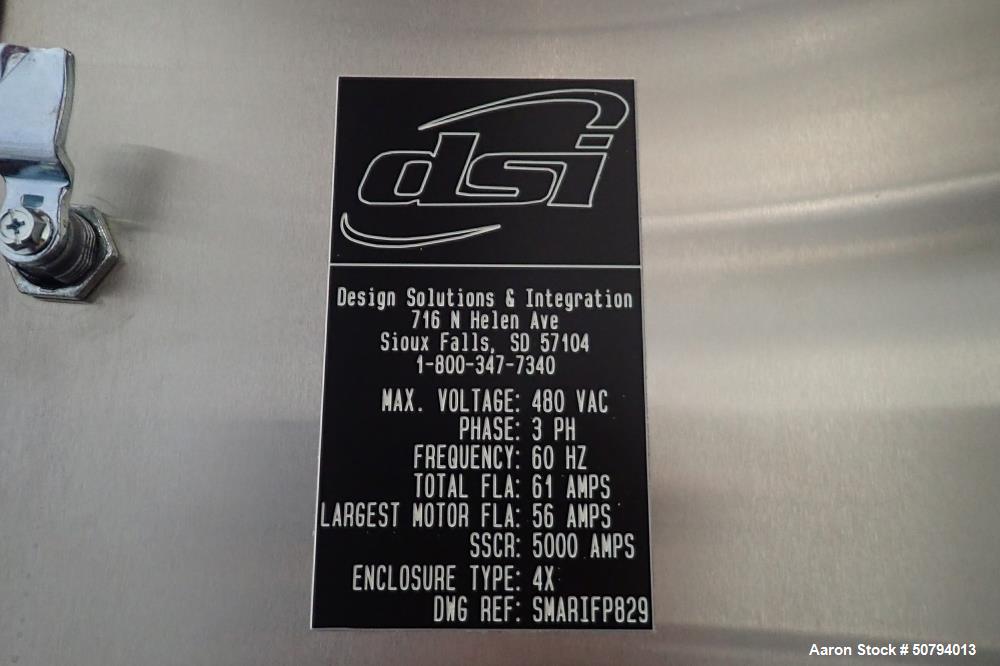 dsi
Design Solutions & Integration
716 N Helen Ave
Sioux Falls, SD 57104
1-800-347-7340
MAX. VOLTAGE: 480 VAC
PHASE: 3 PH
FREQUENCY: 60 HZ
TOTAL FLA: 61 AMPS
LARGEST MOTOR FLA: 56 AMPS
SSCR: 5000 AMPS
ENCLOSURE TYPE: 4X
DWG REF: SMARIFP829
Aaron Stock # 50794013